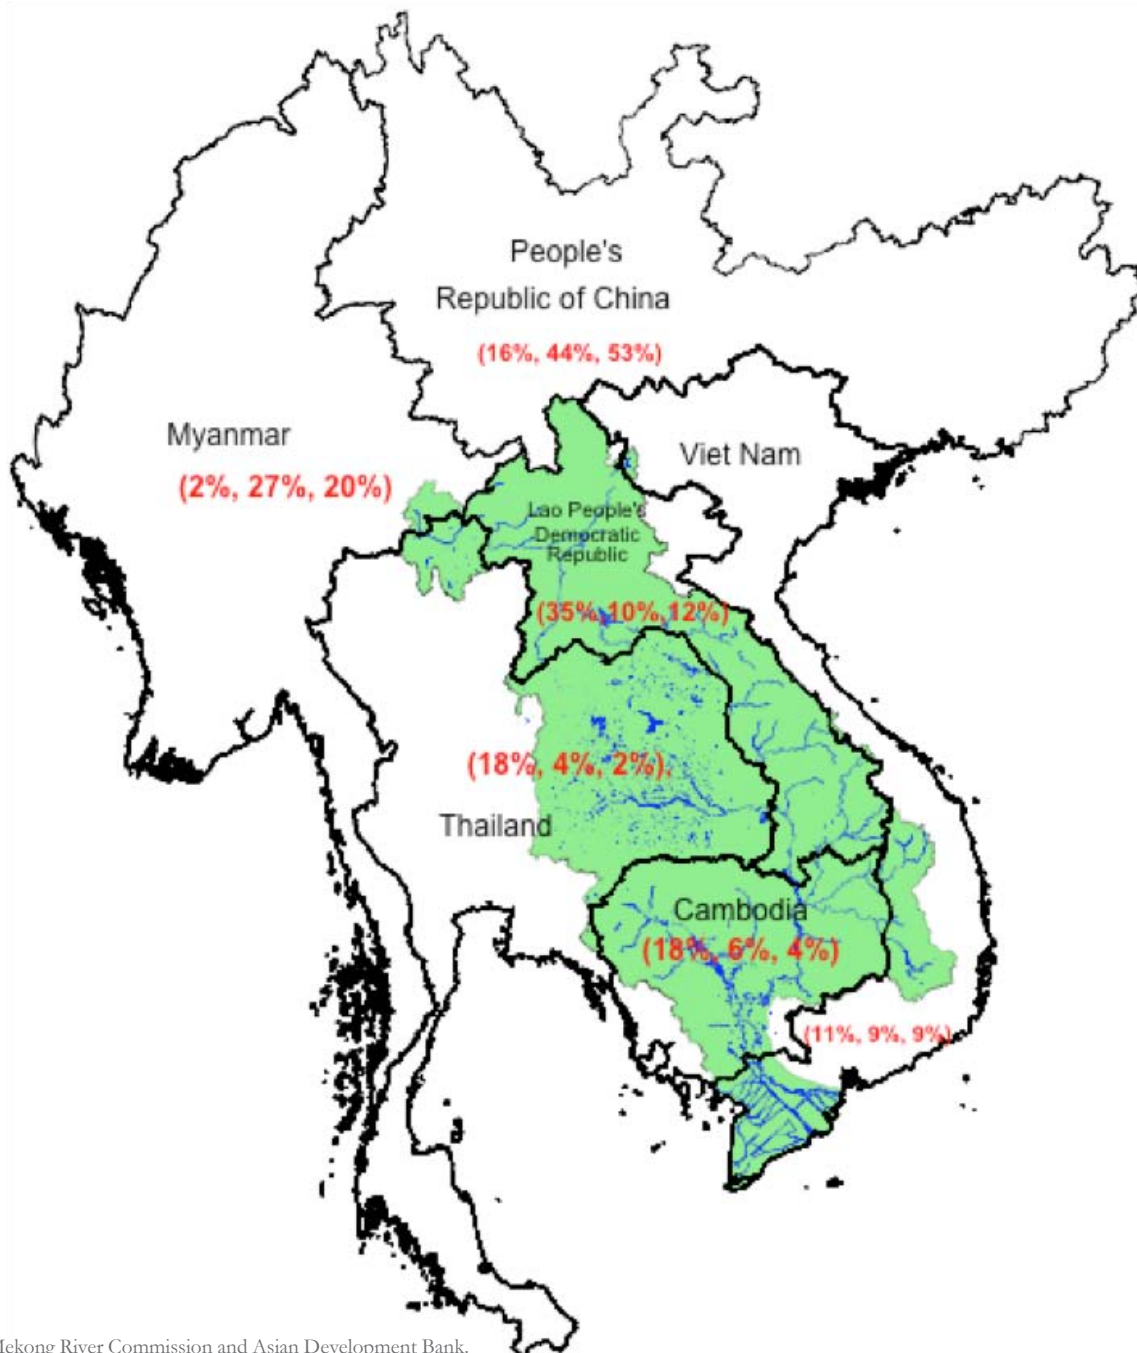 People's
Republic of China
(16%, 44%, 53%)
Myanmar
(2%, 27%, 20%)
Viet Nam
Lao People's
Democratic
Republic
(35%,10%,12%)
(18%, 4%, 2%).
Thailand
Cambodia
(18%, 6%, 4%)
(11%, 9%, 9%)
Mekong River Commission and Asian Development Bank.